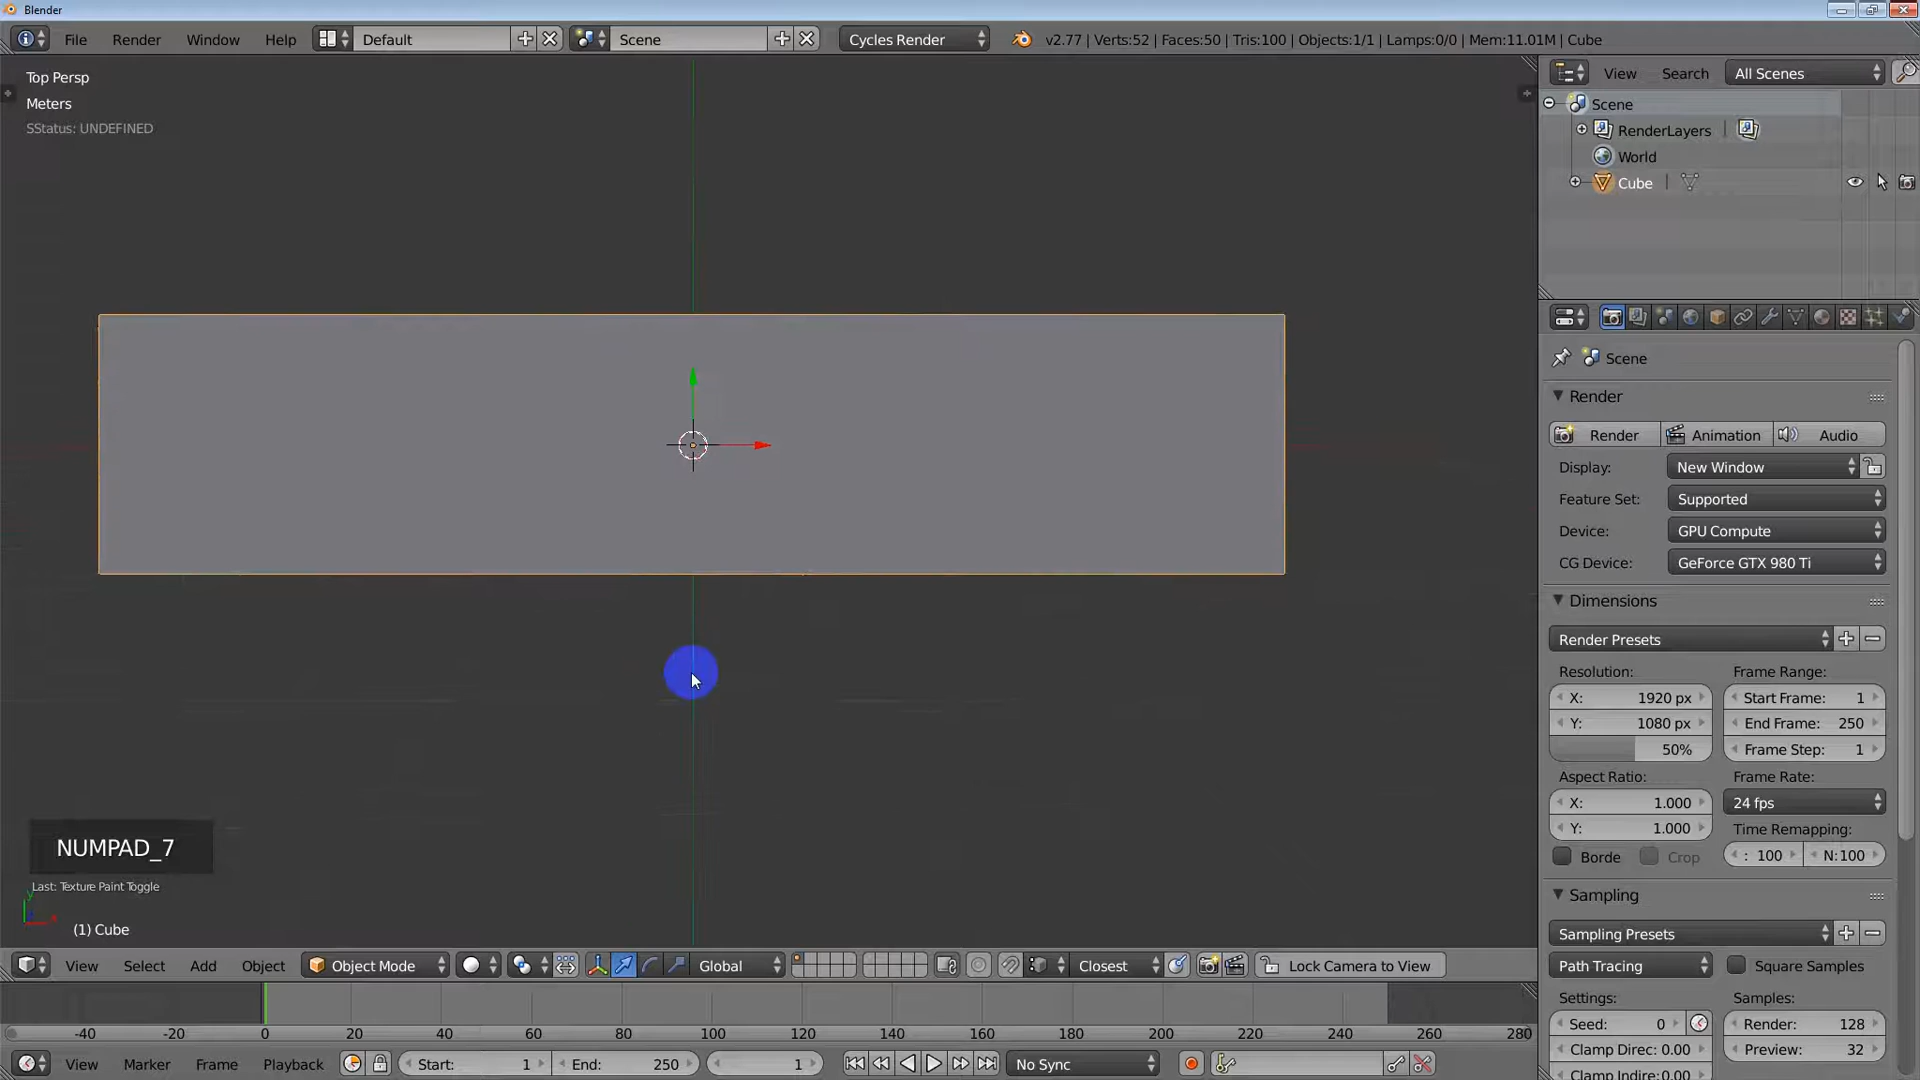 Blender
File Render Window Help Default Scene Cycles Render v2.77 | Verts:52 | Faces:50 | Tris:100 | Objects:1/1 | Lamps:0/0 | Mem:11.01M | Cube
Top Persp
Meters
SStatus: UNDEFINED
View Search All Scenes
Scene
RenderLayers |
World
Cube |
Scene
Render
Render Animation Audio
Display: New Window
Feature Set: Supported
Device: GPU Compute
CG Device: GeForce GTX 980 Ti
Dimensions
Render Presets
Resolution: Frame Range:
X: 1920 px Start Frame: 1
Y: 1080 px End Frame: 250
50% Frame Step: 1
Aspect Ratio: Frame Rate:
X: 1.000 24 fps
Y: 1.000 Time Remapping:
Borde Crop : 100 N:100
Sampling
Sampling Presets
Path Tracing Square Samples
Settings: Samples:
Seed: 0 Render: 128
Clamp Direc: 0.00 Preview: 32
Clamp Indire: 0.00
NUMPAD_7
Last: Texture Paint Toggle
(1) Cube
View Select Add Object Object Mode Global Closest Lock Camera to View
-40 -20 0 20 40 60 80 100 120 140 160 180 200 220 240 260 280
View Marker Frame Playback Start: 1 End: 250 1 No Sync